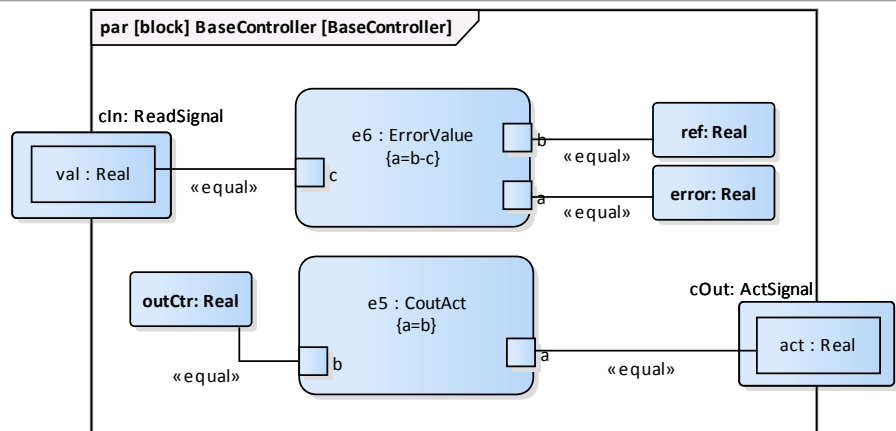 par [block] BaseController [BaseController]
cIn: ReadSignal
val : Real
«equal»
c
e6 : ErrorValue
{a=b-c}
b
«equal»
ref: Real
a
«equal»
error: Real
outCtr: Real
«equal»
b
e5 : CoutAct
{a=b}
a
«equal»
cOut: ActSignal
act : Real